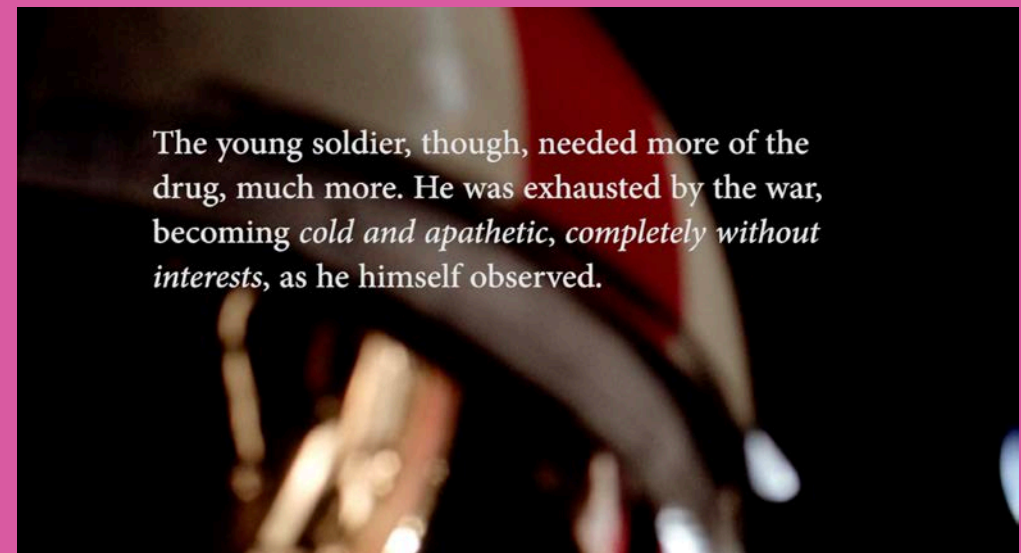 The young soldier, though, needed more of the
drug, much more. He was exhausted by the war,
becoming cold and apathetic, completely without
interests, as he himself observed.